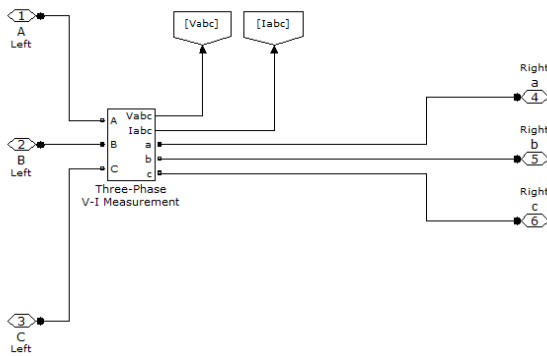 1
A
Left
[Vabc]
[Iabc]
Right
a
4
Vabc
A
Iabc
2
B
a
B
b
Left
C
c
Right
b
5
Three-Phase
V-I Measurement
Right
c
6
3
C
Left